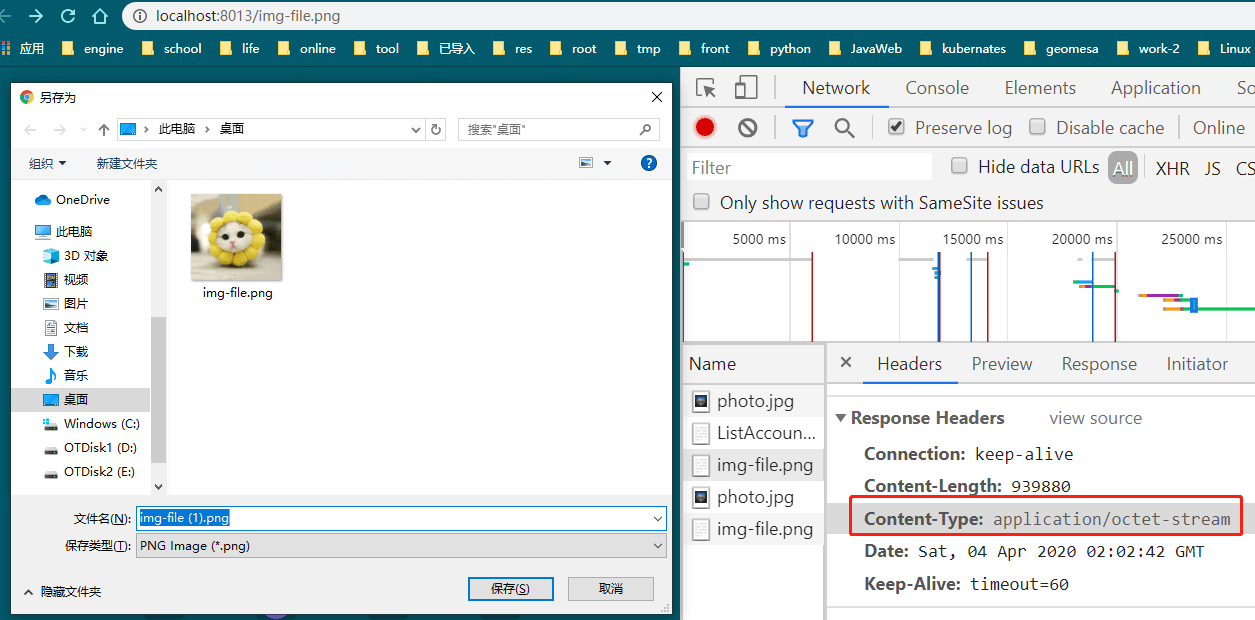 localhost:8013/img-file.png
应用 engine school life online tool 已导入 res root tmp front python JavaWeb kubernates geomesa work-2 Linux
另存为
此电脑 桌面
搜索"桌面"
组织 新建文件夹
OneDrive
此电脑
3D 对象
视频
图片
文档
下载
音乐
桌面
Windows (C:)
OTDisk1 (D:)
OTDisk2 (E:)
img-file.png
文件名(N): img-file (1).png
保存类型(T): PNG Image (*.png)
隐藏文件夹
保存(S) 取消
Network Console Elements Application So
Preserve log Disable cache Online
Filter Hide data URLs All XHR JS CS
Only show requests with SameSite issues
5000 ms 10000 ms 15000 ms 20000 ms 25000 ms
Name
photo.jpg
ListAccoun...
img-file.png
photo.jpg
img-file.png
× Headers Preview Response Initiator
Response Headers view source
Connection: keep-alive
Content-Length: 939880
Content-Type: application/octet-stream
Date: Sat, 04 Apr 2020 02:02:42 GMT
Keep-Alive: timeout=60